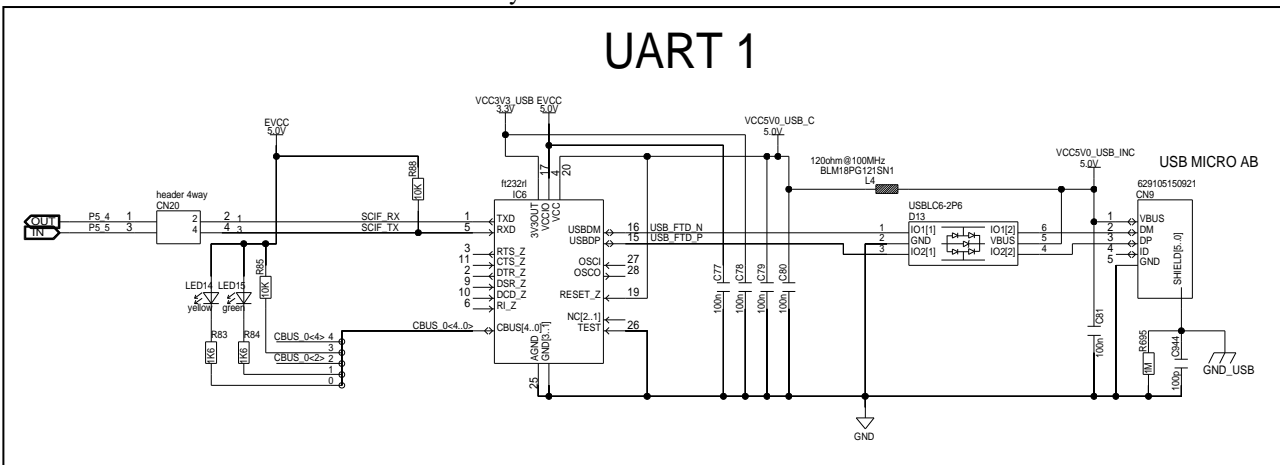 y
UART 1
VCC3V3_USB EVCC
3.3V 5.0V
EVCC
5.0V
VCC5V0_USB_C
5.0V
VCC5V0_USB_INC
5.0V
USB MICRO AB
120ohm@100MHz
BLM18PG121SN1
L4
629105150921
CN9
header 4way
CN20
R88
10K
ft232rl
IC6
17
4
20
3V3OUT
VCCIO
VCC
USBLC6-2P6
D13
OUT P5_4 1 2 2 1 SCIF_RX 1 TXD
IN P5_5 3 4 4 3 SCIF_TX 5 RXD
USBDM 16 USB_FTD_N
USBDP 15 USB_FTD_P
1 IO1[1] IO1[2] 6
2 GND VBUS 5
3 IO2[1] IO2[2] 4
1 VBUS
2 DM
3 DP
4 ID
5 GND
SHIELD[5..0]
3 RTS_Z
11 CTS_Z
2 DTR_Z
9 DSR_Z
10 DCD_Z
6 RI_Z
OSCI 27
OSCO 28
RESET_Z 19
NC[2..1]
TEST 26
CBUS_0<4..0> CBUS[4..0]
AGND
GND[3..1]
25
LED14
yellow
LED15
green
R85
10K
R83
1K6
R84
1K6
CBUS_0<4> 4
3
CBUS_0<2> 2
1
0
C77
100n
C78
100n
C79
100n
C80
100n
C81
100n
R695
1M
C944
100p
GND_USB
GND